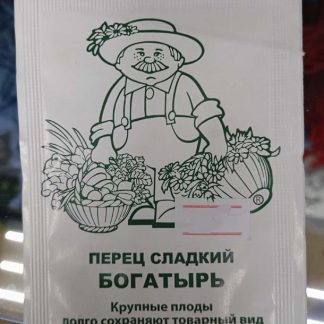 ®
ПЕРЕЦ СЛАДКИЙ
БОГАТЫРЬ
Крупные плоды
долго сохраняют товарный вид